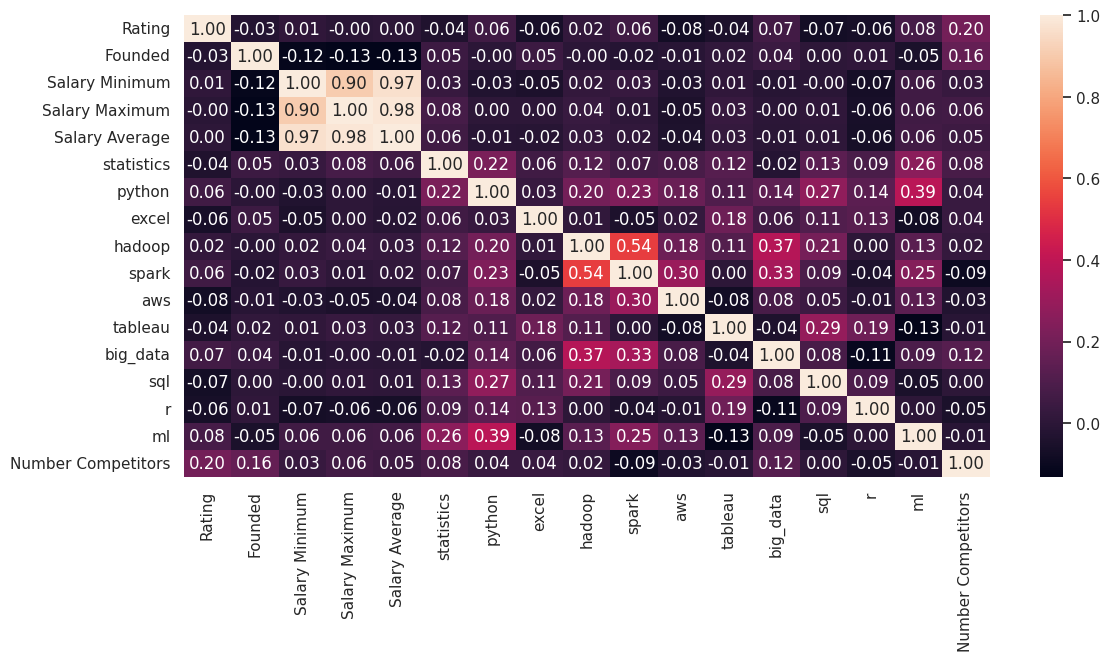 Rating 1.00 -0.03 0.01 -0.00 0.00 -0.04 0.06 -0.06 0.02 0.06 -0.08 -0.04 0.07 -0.07 -0.06 0.08 0.20
Founded -0.03 1.00 -0.12 -0.13 -0.13 0.05 -0.00 0.05 -0.00 -0.02 -0.01 0.02 0.04 0.00 0.01 -0.05 0.16
Salary Minimum 0.01 -0.12 1.00 0.90 0.97 0.03 -0.03 -0.05 0.02 0.03 -0.03 0.01 -0.01 -0.00 -0.07 0.06 0.03
Salary Maximum -0.00 -0.13 0.90 1.00 0.98 0.08 0.00 0.00 0.04 0.01 -0.05 0.03 -0.00 0.01 -0.06 0.06 0.06
Salary Average 0.00 -0.13 0.97 0.98 1.00 0.06 -0.01 -0.02 0.03 0.02 -0.04 0.03 -0.01 0.01 -0.06 0.06 0.05
statistics -0.04 0.05 0.03 0.08 0.06 1.00 0.22 0.06 0.12 0.07 0.08 0.12 -0.02 0.13 0.09 0.26 0.08
python 0.06 -0.00 -0.03 0.00 -0.01 0.22 1.00 0.03 0.20 0.23 0.18 0.11 0.14 0.27 0.14 0.39 0.04
excel -0.06 0.05 -0.05 0.00 -0.02 0.06 0.03 1.00 0.01 -0.05 0.02 0.18 0.06 0.11 0.13 -0.08 0.04
hadoop 0.02 -0.00 0.02 0.04 0.03 0.12 0.20 0.01 1.00 0.54 0.18 0.11 0.37 0.21 0.00 0.13 0.02
spark 0.06 -0.02 0.03 0.01 0.02 0.07 0.23 -0.05 0.54 1.00 0.30 0.00 0.33 0.09 -0.04 0.25 -0.09
aws -0.08 -0.01 -0.03 -0.05 -0.04 0.08 0.18 0.02 0.18 0.30 1.00 -0.08 0.08 0.05 -0.01 0.13 -0.03
tableau -0.04 0.02 0.01 0.03 0.03 0.12 0.11 0.18 0.11 0.00 -0.08 1.00 -0.04 0.29 0.19 -0.13 -0.01
big_data 0.07 0.04 -0.01 -0.00 -0.01 -0.02 0.14 0.06 0.37 0.33 0.08 -0.04 1.00 0.08 -0.11 0.09 0.12
sql -0.07 0.00 -0.00 0.01 0.01 0.13 0.27 0.11 0.21 0.09 0.05 0.29 0.08 1.00 0.09 -0.05 0.00
r -0.06 0.01 -0.07 -0.06 -0.06 0.09 0.14 0.13 0.00 -0.04 -0.01 0.19 -0.11 0.09 1.00 0.00 -0.05
ml 0.08 -0.05 0.06 0.06 0.06 0.26 0.39 -0.08 0.13 0.25 0.13 -0.13 0.09 -0.05 0.00 1.00 -0.01
Number Competitors 0.20 0.16 0.03 0.06 0.05 0.08 0.04 0.04 0.02 -0.09 -0.03 -0.01 0.12 0.00 -0.05 -0.01 1.00
Rating
Founded
Salary Minimum
Salary Maximum
Salary Average
statistics
python
excel
hadoop
spark
aws
tableau
big_data
sql
r
ml
Number Competitors
1.0
0.8
0.6
0.4
0.2
0.0